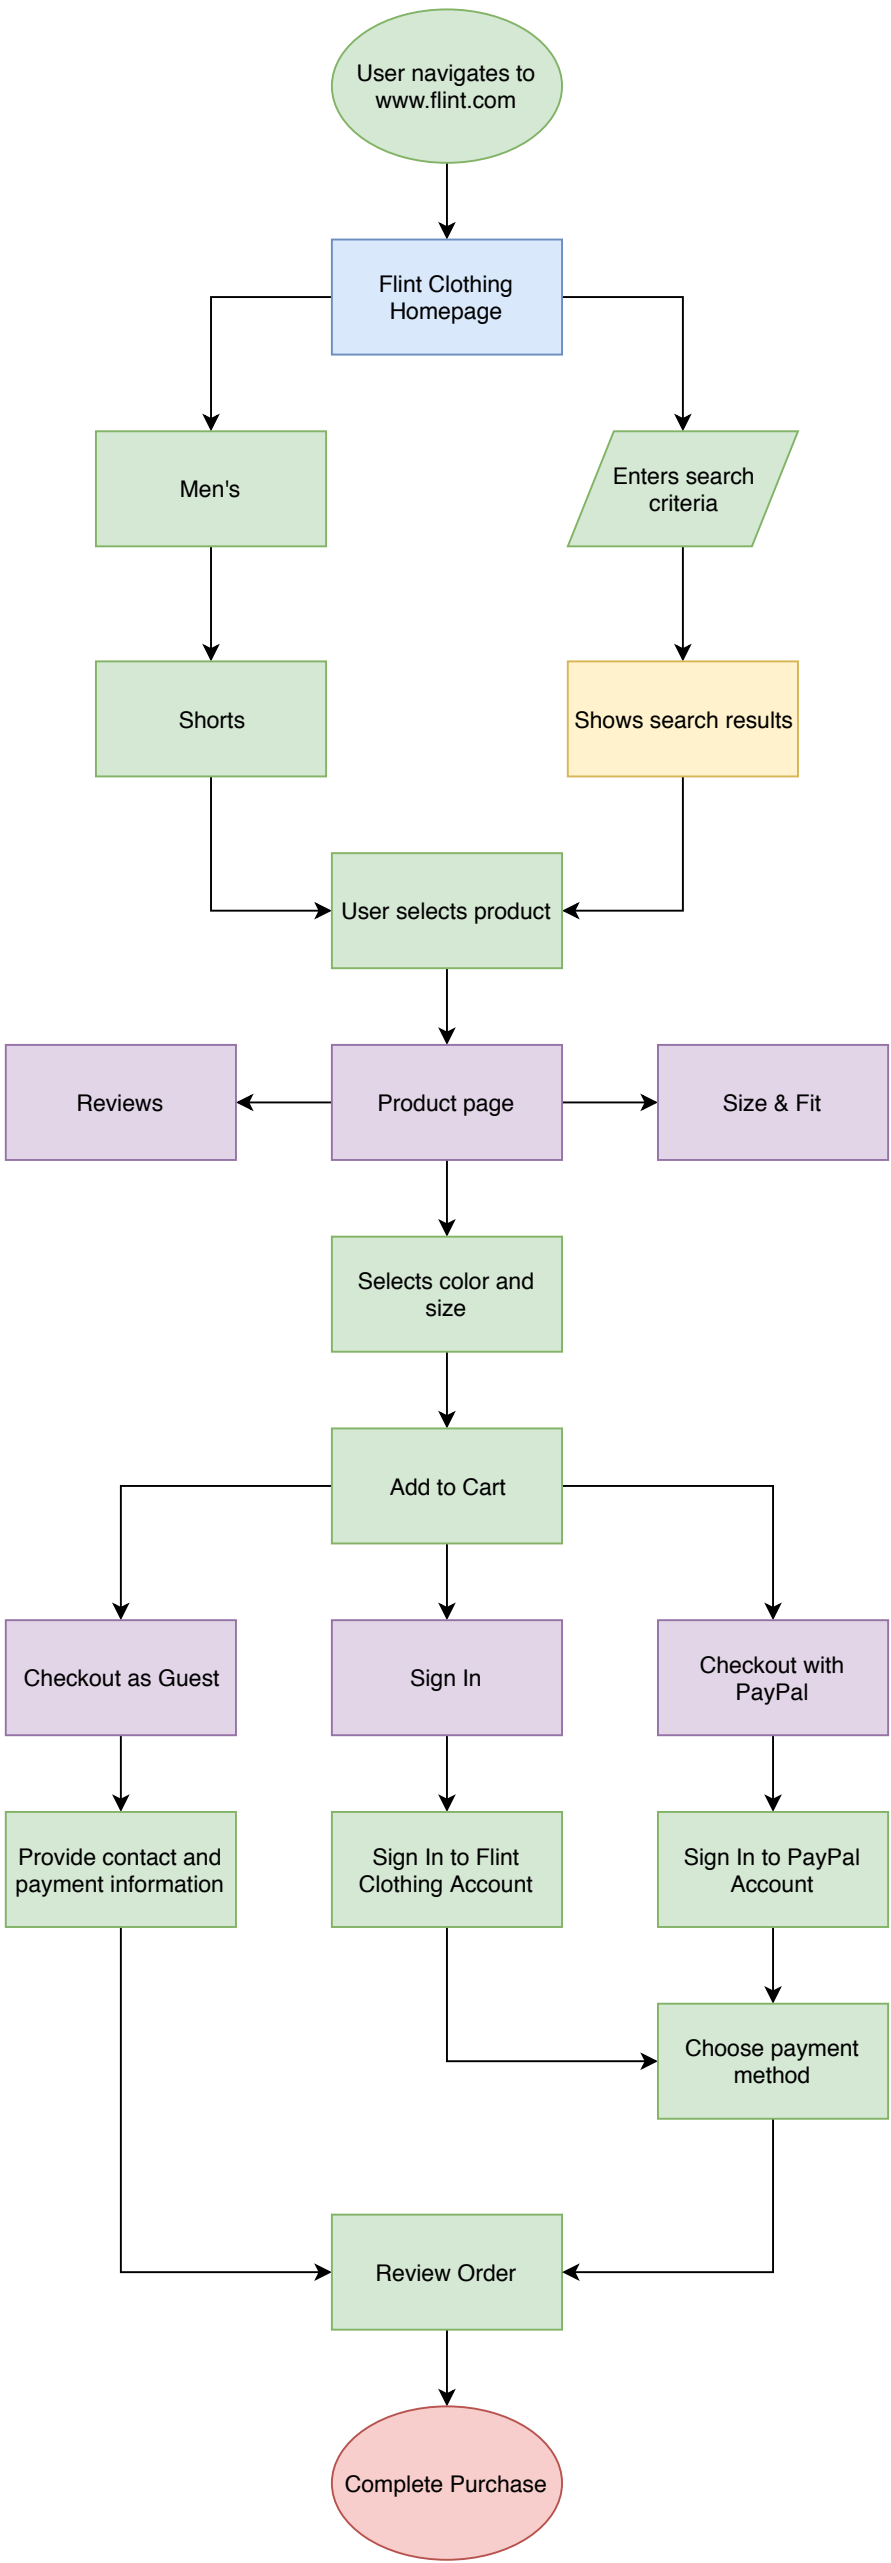 User navigates to
www.flint.com
Flint Clothing
Homepage
Men's
Enters search
criteria
Shorts
Shows search results
User selects product
Reviews
Product page
Size & Fit
Selects color and
size
Add to Cart
Checkout as Guest
Sign In
Checkout with
PayPal
Provide contact and
payment information
Sign In to Flint
Clothing Account
Sign In to PayPal
Account
Choose payment
method
Review Order
Complete Purchase